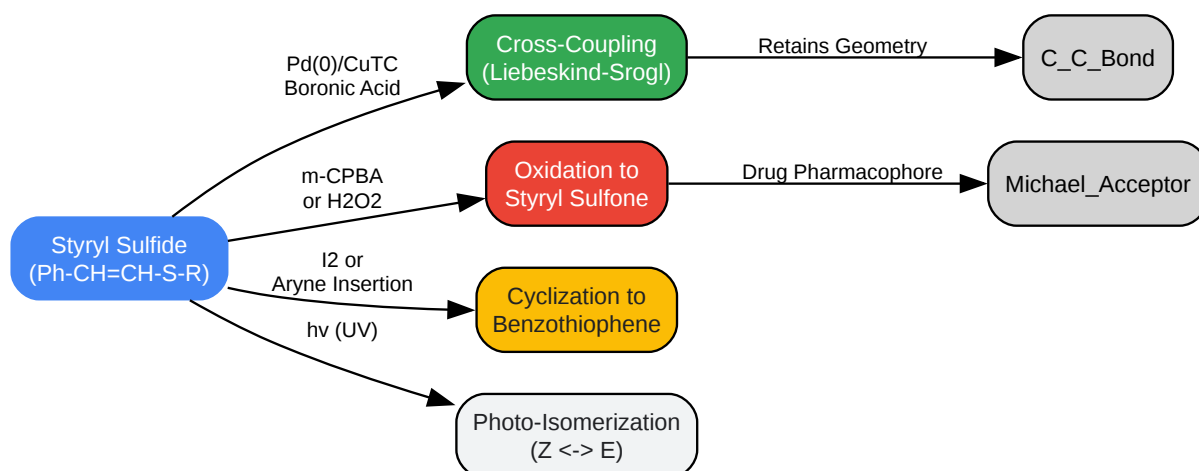 Pd(0)/CuTC
Boronic Acid
Cross-Coupling
(Liebeskind-Srogl)
Retains Geometry
C_C_Bond
m-CPBA
or H2O2
Oxidation to
Styryl Sulfone
Drug Pharmacophore
Michael_Acceptor
Styryl Sulfide
(Ph-CH=CH-S-R)
I2 or
Aryne Insertion
Cyclization to
Benzothiophene
hv (UV)
Photo-Isomerization
(Z <-> E)